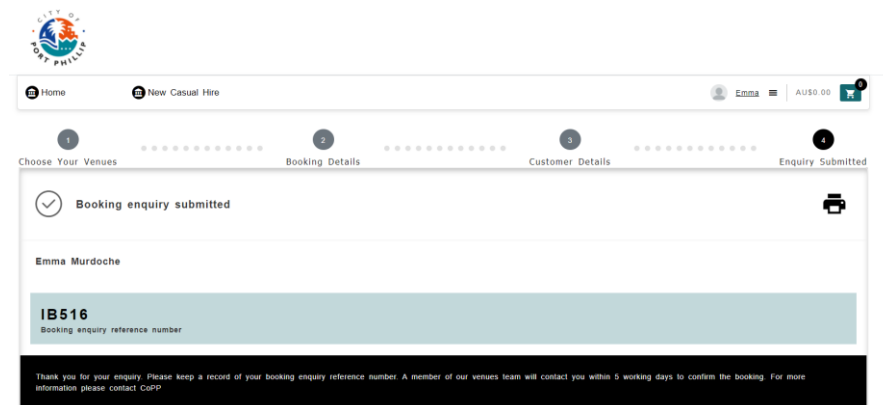 CITY OF
PORT PHILLIP
Home
New Casual Hire
Emma
AU$0.00
0
1
2
3
4
Choose Your Venues
Booking Details
Customer Details
Enquiry Submitted
Booking enquiry submitted
Emma Murdoche
IB516
Booking enquiry reference number
Thank you for your enquiry. Please keep a record of your booking enquiry reference number. A member of our venues team will contact you within 5 working days to confirm the booking. For more
information please contact CoPP